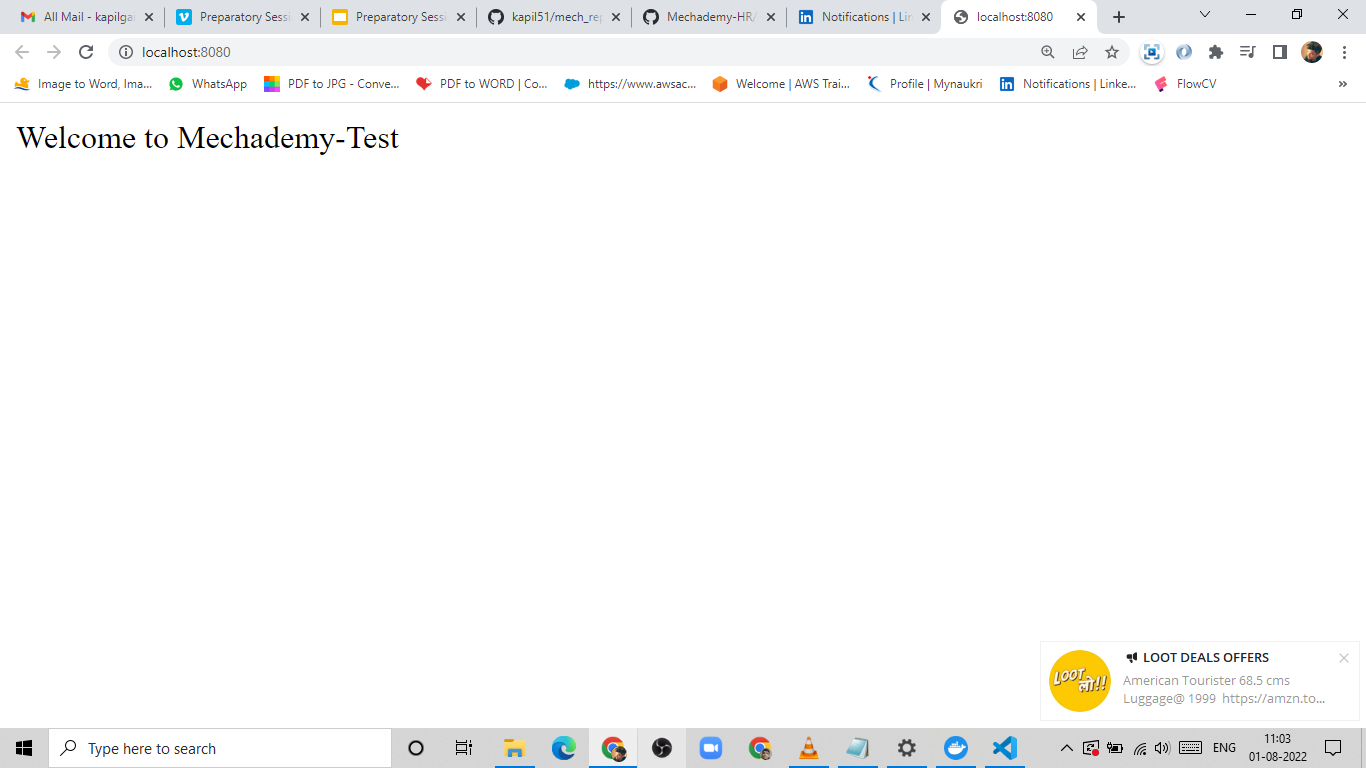 All Mail - kapilga
Preparatory Sessi
Preparatory Sessi
kapil51/mech_rep
Mechademy-HR/
Notifications | Lin
localhost:8080
localhost:8080
Image to Word, Ima...
WhatsApp
PDF to JPG - Conve...
PDF to WORD | Co...
https://www.awsac...
Welcome | AWS Trai...
Profile | Mynaukri
Notifications | Linke...
FlowCV
»
Welcome to Mechademy-Test
LOOT लो!!
LOOT DEALS OFFERS
American Tourister 68.5 cms
Luggage@ 1999 https://amzn.to...
Type here to search
ENG
11:03
01-08-2022